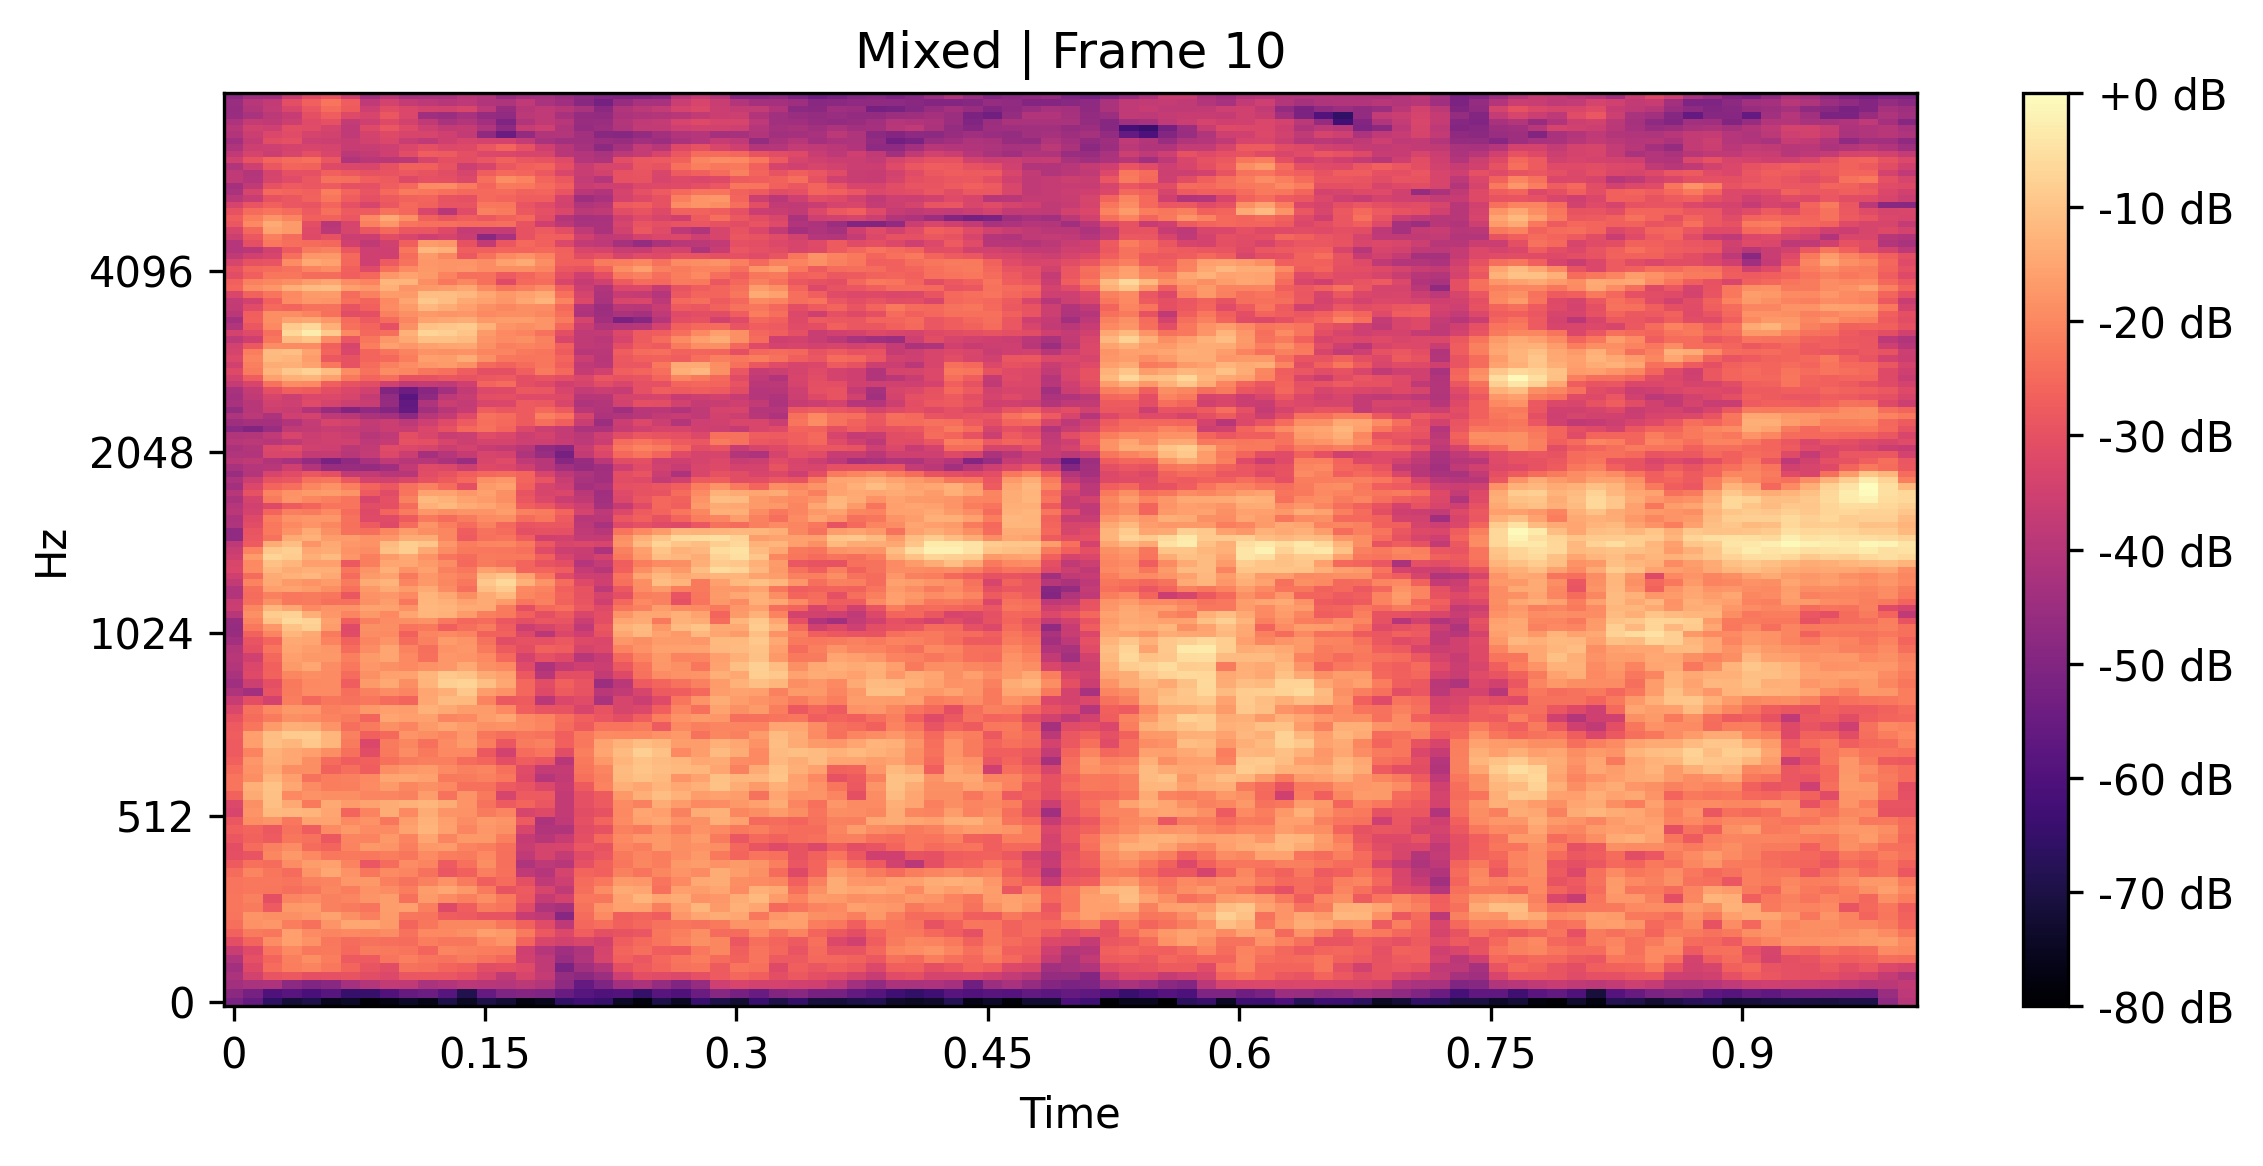 Mixed | Frame 10
Hz
4096
2048
1024
512
0
0 0.15 0.3 0.45 0.6 0.75 0.9
Time
+0 dB
-10 dB
-20 dB
-30 dB
-40 dB
-50 dB
-60 dB
-70 dB
-80 dB